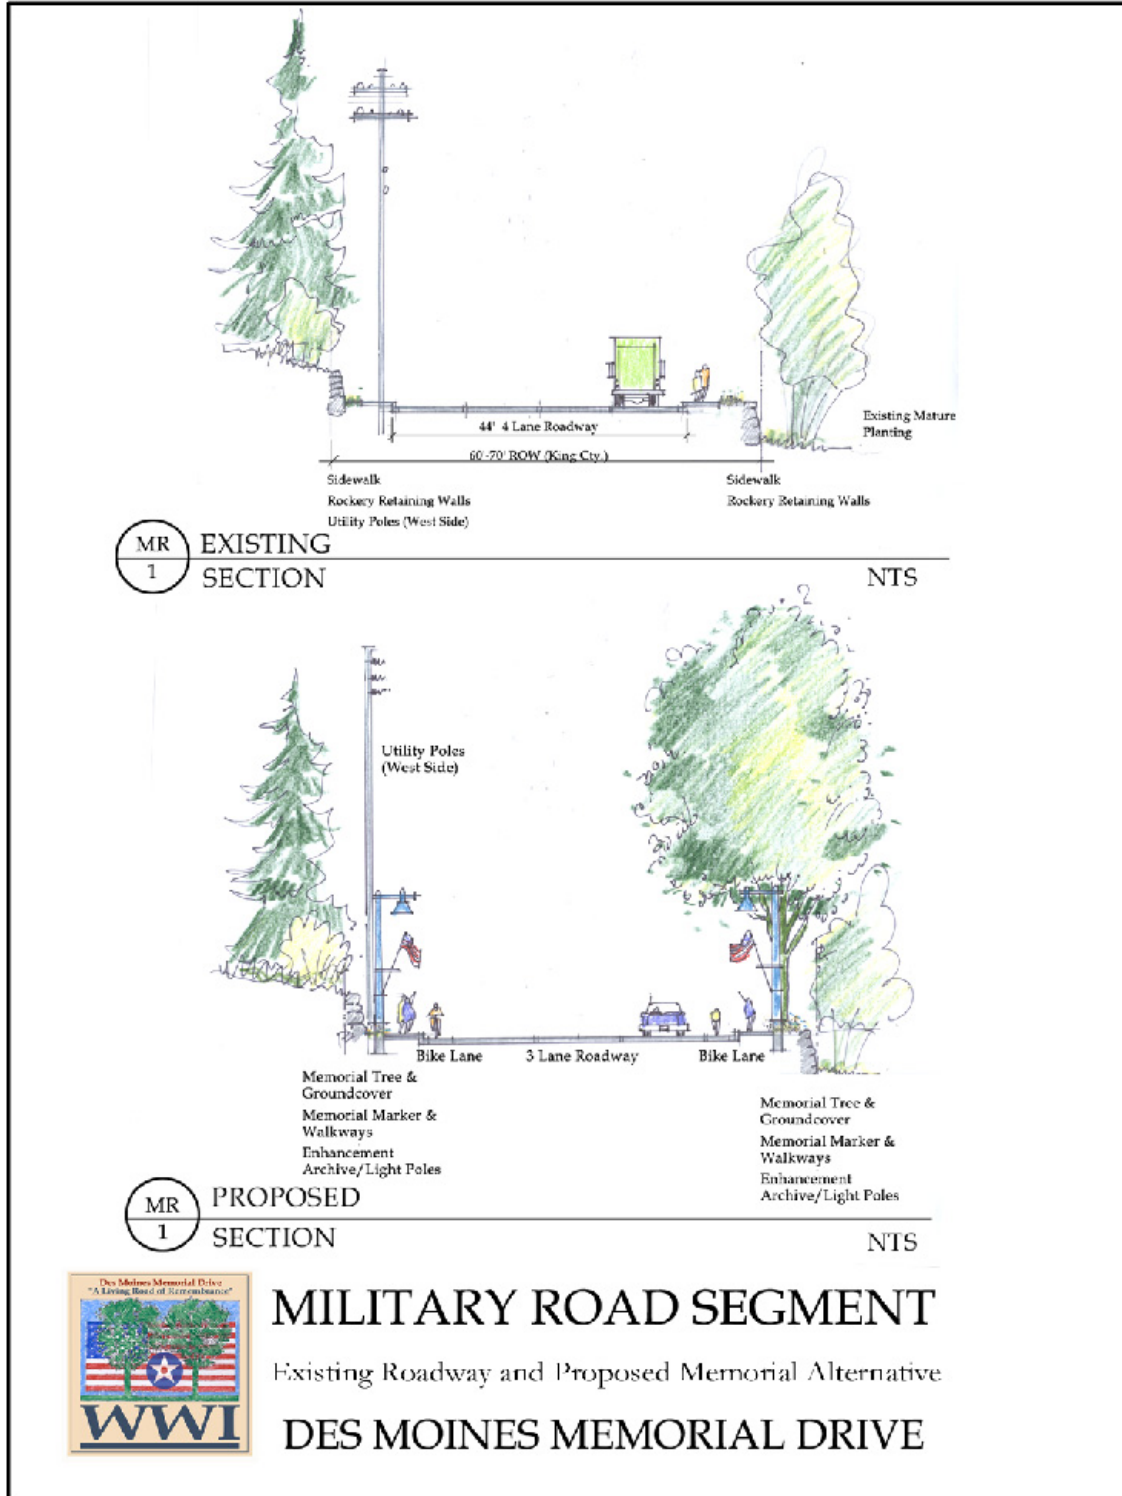 44' 4 Lane Roadway
Existing Mature
Planting
60'-70' ROW (King Cty.)
Sidewalk
Rockery Retaining Walls
Utility Poles (West Side)
Sidewalk
Rockery Retaining Walls
MR
1
EXISTING
SECTION
NTS
Utility Poles
(West Side)
Bike Lane
3 Lane Roadway
Bike Lane
Memorial Tree &
Groundcover
Memorial Marker &
Walkways
Enhancement
Archive/Light Poles
Memorial Tree &
Groundcover
Memorial Marker &
Walkways
Enhancement
Archive/Light Poles
MR
1
PROPOSED
SECTION
NTS
Des Moines Memorial Drive
"A Living Road of Remembrance"
WWI
MILITARY ROAD SEGMENT
Existing Roadway and Proposed Memorial Alternative
DES MOINES MEMORIAL DRIVE